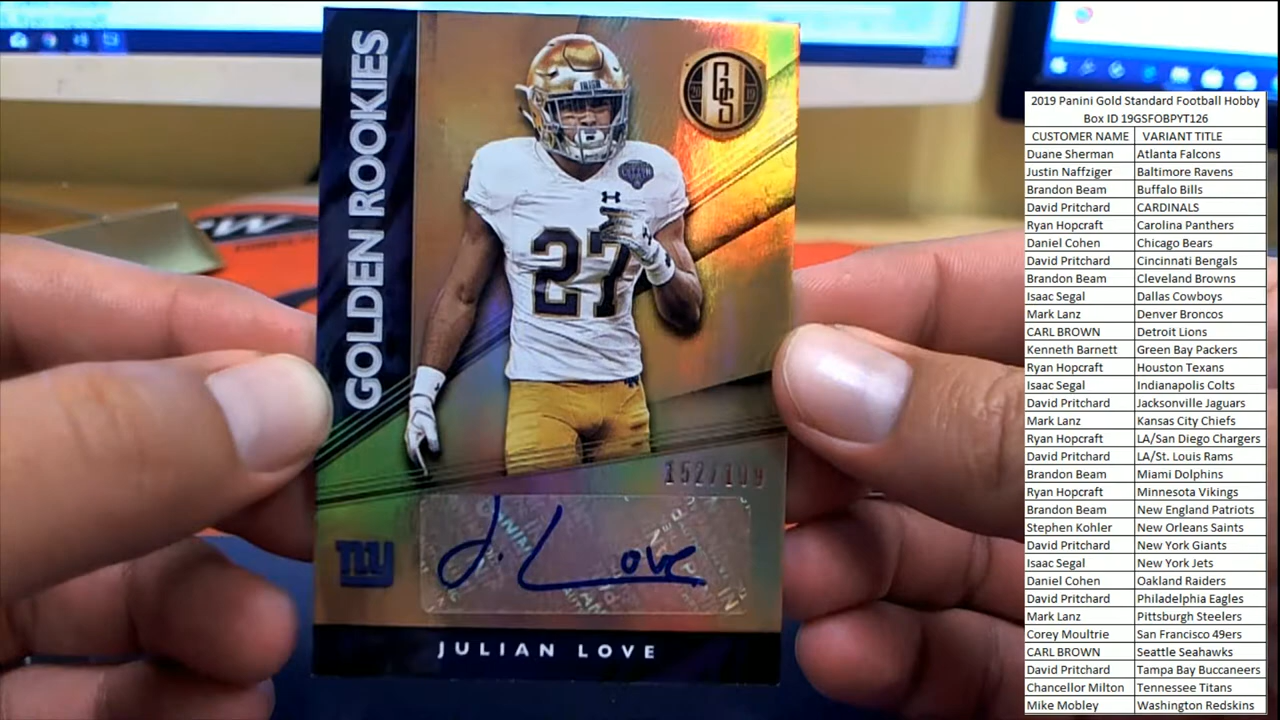 GOLDEN ROOKIES
IRISH
GS
2019
27
NY
J. Love
JULIAN LOVE
2019 Panini Gold Standard Football Hobby
Box ID 19GSFOBPYT126
CUSTOMER NAME VARIANT TITLE
Duane Sherman Atlanta Falcons
Justin Naffziger Baltimore Ravens
Brandon Beam Buffalo Bills
David Pritchard CARDINALS
Ryan Hopcraft Carolina Panthers
Daniel Cohen Chicago Bears
David Pritchard Cincinnati Bengals
Brandon Beam Cleveland Browns
Isaac Segal Dallas Cowboys
Mark Lanz Denver Broncos
CARL BROWN Detroit Lions
Kenneth Barnett Green Bay Packers
Ryan Hopcraft Houston Texans
Isaac Segal Indianapolis Colts
David Pritchard Jacksonville Jaguars
Mark Lanz Kansas City Chiefs
Ryan Hopcraft LA/San Diego Chargers
David Pritchard LA/St. Louis Rams
Brandon Beam Miami Dolphins
Ryan Hopcraft Minnesota Vikings
Brandon Beam New England Patriots
Stephen Kohler New Orleans Saints
David Pritchard New York Giants
Isaac Segal New York Jets
Daniel Cohen Oakland Raiders
David Pritchard Philadelphia Eagles
Mark Lanz Pittsburgh Steelers
Corey Moultrie San Francisco 49ers
CARL BROWN Seattle Seahawks
David Pritchard Tampa Bay Buccaneers
Chancellor Milton Tennessee Titans
Mike Mobley Washington Redskins